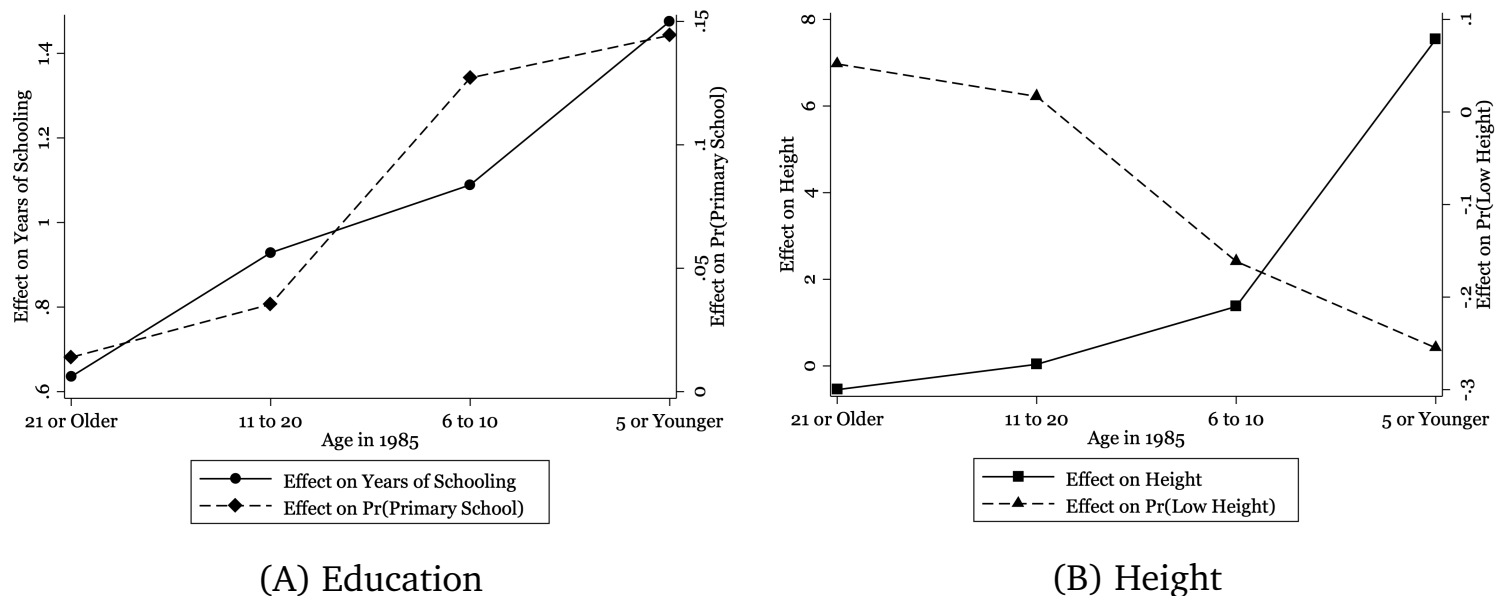 Effect on Years of Schooling
1.4
1.2
1
.8
.6
.15
.1
.05
0
Effect on Pr(Primary School)
21 or Older 11 to 20 6 to 10 5 or Younger
Age in 1985
Effect on Years of Schooling
Effect on Pr(Primary School)
(A) Education
Effect on Height
8
6
4
2
0
.1
0
-.1
-.2
-.3
Effect on Pr(Low Height)
21 or Older 11 to 20 6 to 10 5 or Younger
Age in 1985
Effect on Height
Effect on Pr(Low Height)
(B) Height